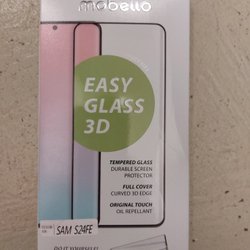 mobello
EASY
GLASS
3D
TEMPERED GLASS
DURABLE SCREEN
PROTECTOR
FULL COVER
CURVED 3D EDGE
ORIGINAL TOUCH
OIL REPELLANT
SAM S24FE